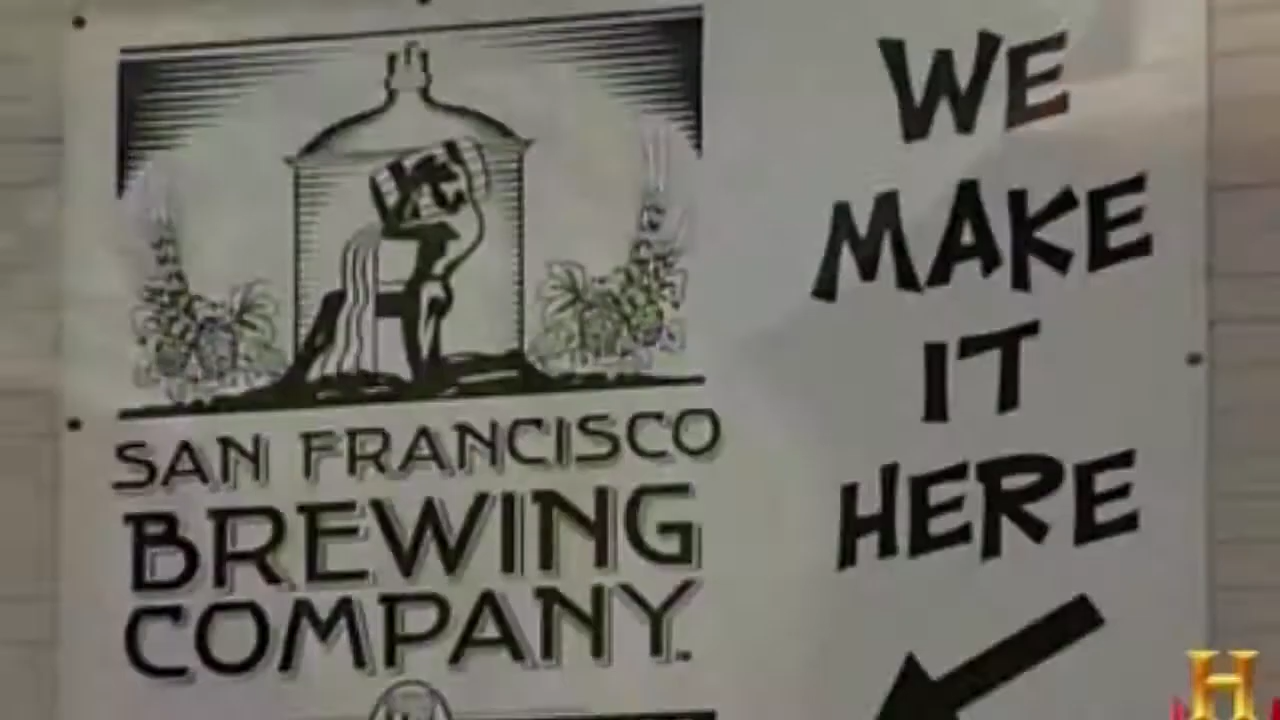 SAN FRANCISCO
BREWING
COMPANY
WE
MAKE
IT
HERE
H